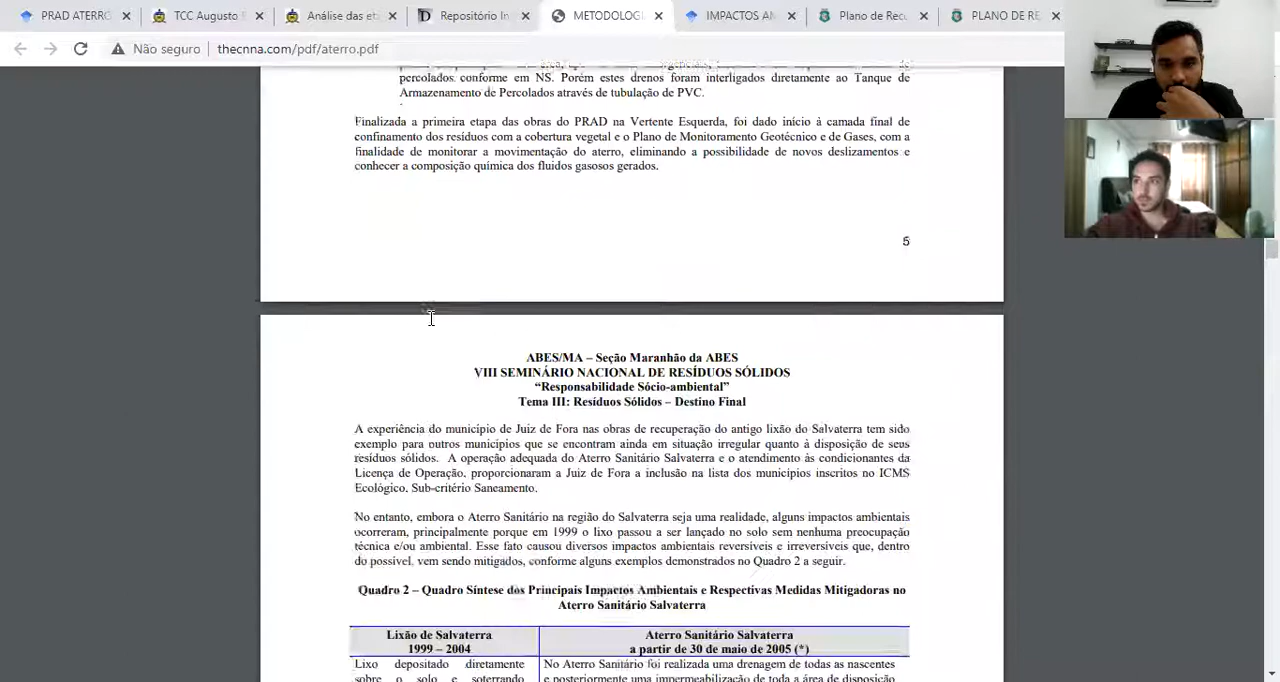 PRAD ATERRO
TCC Augusto
Análise das eta
Repositório In
METODOLOGI
IMPACTOS AM
Plano de Recu
PLANO DE RE
Não seguro
thecnna.com/pdf/aterro.pdf
percolados conforme em NS. Porém estes drenos foram interligados diretamente ao Tanque de
Armazenamento de Percolados através de tubulação de PVC.
Finalizada a primeira etapa das obras do PRAD na Vertente Esquerda, foi dado início à camada final de
confinamento dos resíduos com a cobertura vegetal e o Plano de Monitoramento Geotécnico e de Gases, com a
finalidade de monitorar a movimentação do aterro, eliminando a possibilidade de novos deslizamentos e
conhecer a composição química dos fluidos gasosos gerados.
5
ABES/MA – Seção Maranhão da ABES
VIII SEMINÁRIO NACIONAL DE RESÍDUOS SÓLIDOS
“Responsabilidade Sócio-ambiental”
Tema III: Resíduos Sólidos – Destino Final
A experiência do município de Juiz de Fora nas obras de recuperação do antigo lixão do Salvaterra tem sido
exemplo para outros municípios que se encontram ainda em situação irregular quanto à disposição de seus
resíduos sólidos. A operação adequada do Aterro Sanitário Salvaterra e o atendimento às condicionantes da
Licença de Operação, proporcionaram a Juiz de Fora a inclusão na lista dos municípios inscritos no ICMS
Ecológico, Sub-critério Saneamento.
No entanto, embora o Aterro Sanitário na região do Salvaterra seja uma realidade, alguns impactos ambientais
ocorreram, principalmente porque em 1999 o lixo passou a ser lançado no solo sem nenhuma preocupação
técnica e/ou ambiental. Esse fato causou diversos impactos ambientais reversíveis e irreversíveis que, dentro
do possível, vem sendo mitigados, conforme alguns exemplos demonstrados no Quadro 2 a seguir.
Quadro 2 – Quadro Síntese dos Principais Impactos Ambientais e Respectivas Medidas Mitigadoras no
Aterro Sanitário Salvaterra
Lixão de Salvaterra
1999 – 2004
Aterro Sanitário Salvaterra
a partir de 30 de maio de 2005 (*)
Lixo depositado diretamente
sobre o solo e soterrando
No Aterro Sanitário foi realizada uma drenagem de todas as nascentes
e posteriormente uma impermeabilização de toda a área de disposição